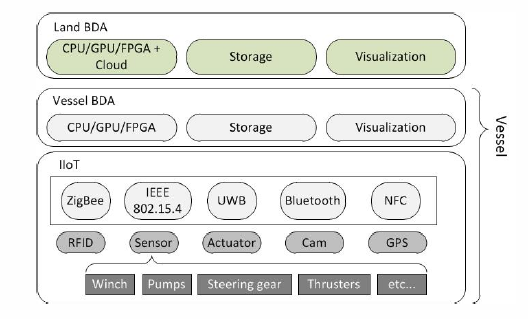 Land BDA
CPU/GPU/FPGA +
Cloud
Storage
Visualization
Vessel BDA
CPU/GPU/FPGA
Storage
Visualization
Vessel
IIoT
ZigBee
IEEE
802.15.4
UWB
Bluetooth
NFC
RFID
Sensor
Actuator
Cam
GPS
Winch
Pumps
Steering gear
Thrusters
etc...